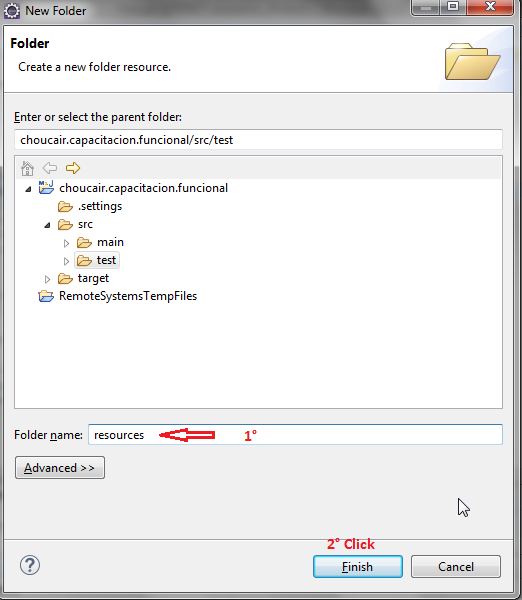 New Folder
Folder
Create a new folder resource.
Enter or select the parent folder:
choucair.capacitacion.funcional/src/test
choucair.capacitacion.funcional
.settings
src
main
test
target
RemoteSystemsTempFiles
Folder name: resources 1°
Advanced >>
2° Click
Finish Cancel